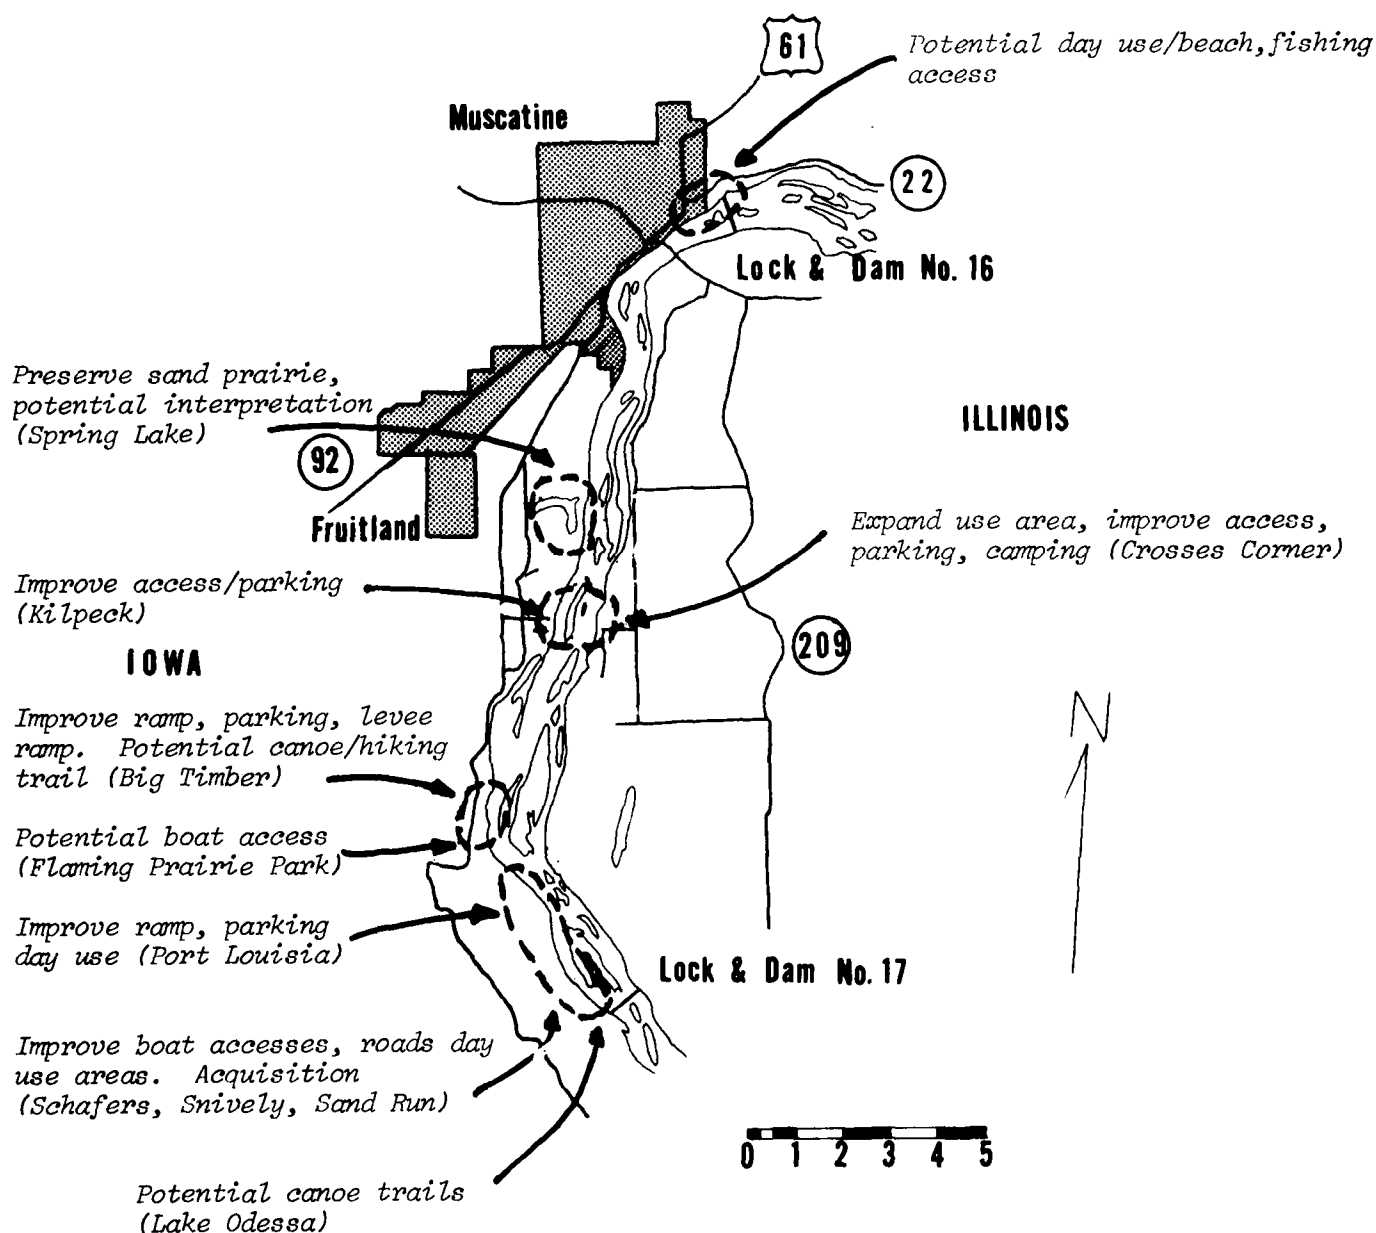 61
Potential day use/beach,fishing
access
Muscatine
22
Lock & Dam No. 16
Preserve sand prairie,
potential interpretation
(Spring Lake)
92
ILLINOIS
Fruitland
Expand use area, improve access,
parking, camping (Crosses Corner)
Improve access/parking
(Kilpeck)
209
IOWA
Improve ramp, parking, levee
ramp. Potential canoe/hiking
trail (Big Timber)
N
Potential boat access
(Flaming Prairie Park)
Improve ramp, parking
day use (Port Louisia)
Lock & Dam No. 17
Improve boat accesses, roads day
use areas. Acquisition
(Schafers, Snively, Sand Run)
0 1 2 3 4 5
Potential canoe trails
(Lake Odessa)